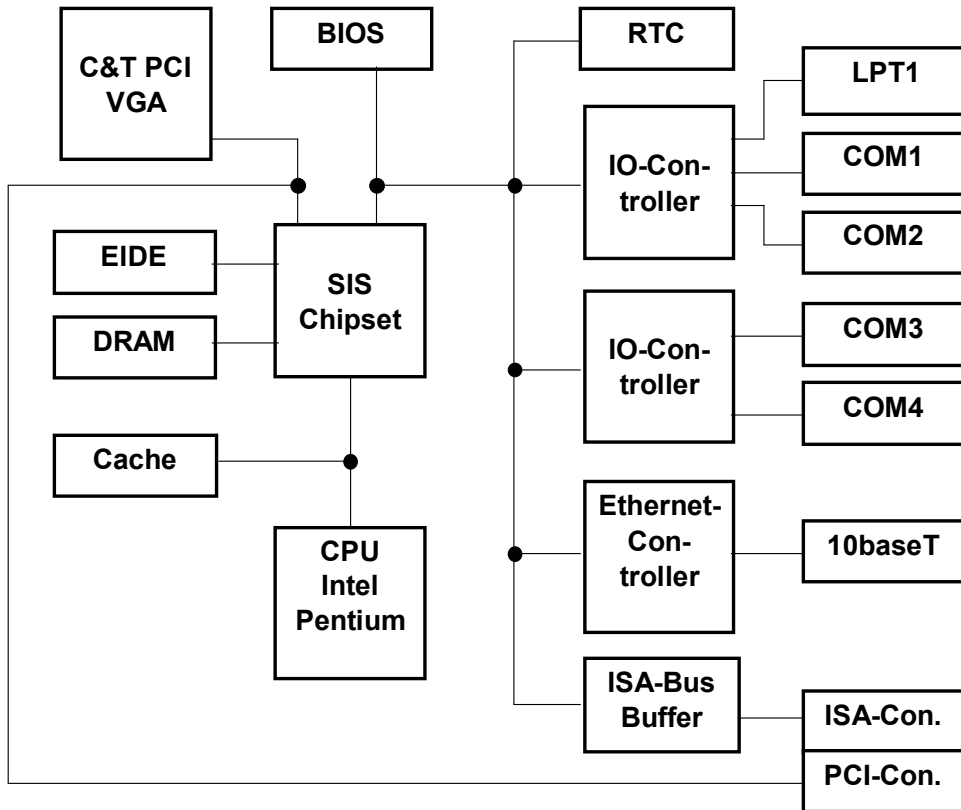 C&T PCI
VGA
BIOS
RTC
LPT1
IO-Con-
troller
COM1
COM2
EIDE
SIS
Chipset
DRAM
IO-Con-
troller
COM3
COM4
Cache
CPU
Intel
Pentium
Ethernet-
Con-
troller
10baseT
ISA-Bus
Buffer
ISA-Con.
PCI-Con.